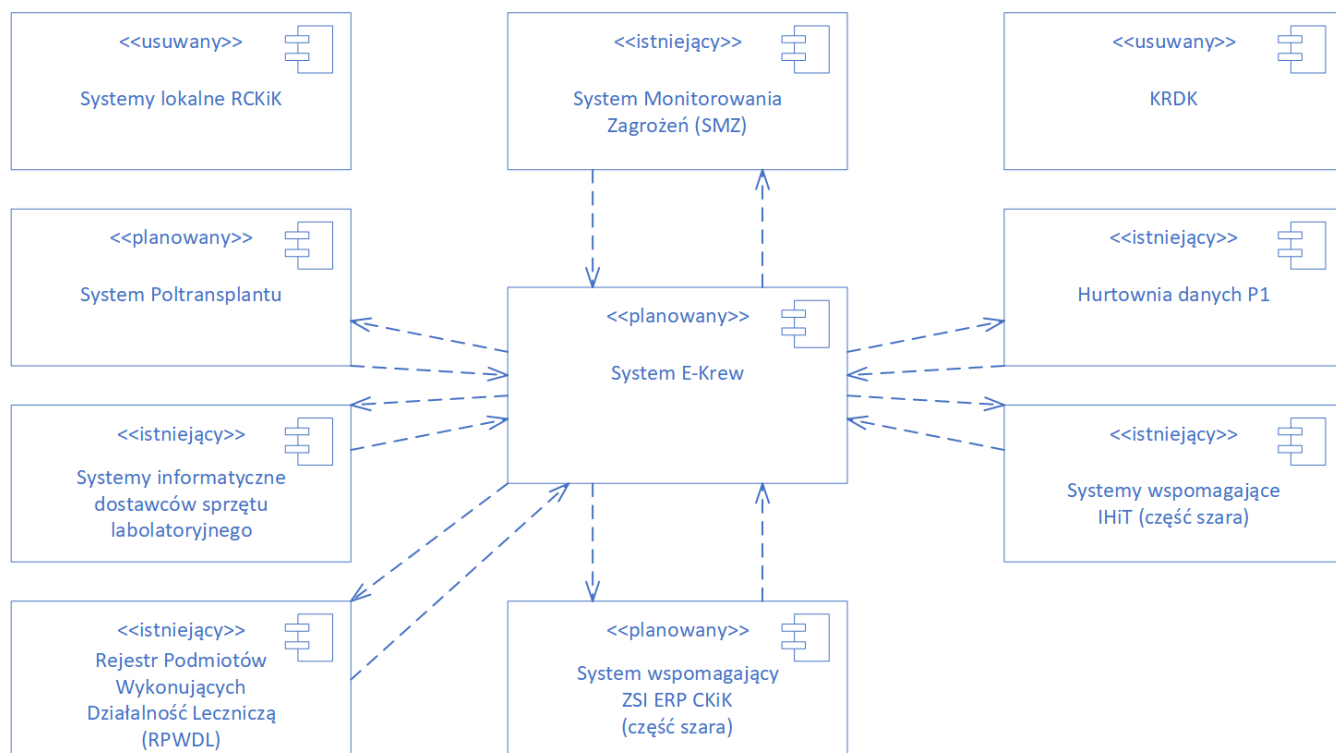 <<usuwany>>
Systemy lokalne RCKiK
<<istniejący>>
System Monitorowania
Zagrożeń (SMZ)
<<usuwany>>
KRDK
<<planowany>>
System Poltransplantu
<<planowany>>
System E-Krew
<<istniejący>>
Hurtownia danych P1
<<istniejący>>
Systemy informatyczne
dostawców sprzętu
labolatoryjnego
<<istniejący>>
Systemy wspomagające
IHiT (część szara)
<<istniejący>>
Rejestr Podmiotów
Wykonujących
Działalność Leczniczą
(RPWDL)
<<planowany>>
System wspomagający
ZSI ERP CKiK
(część szara)